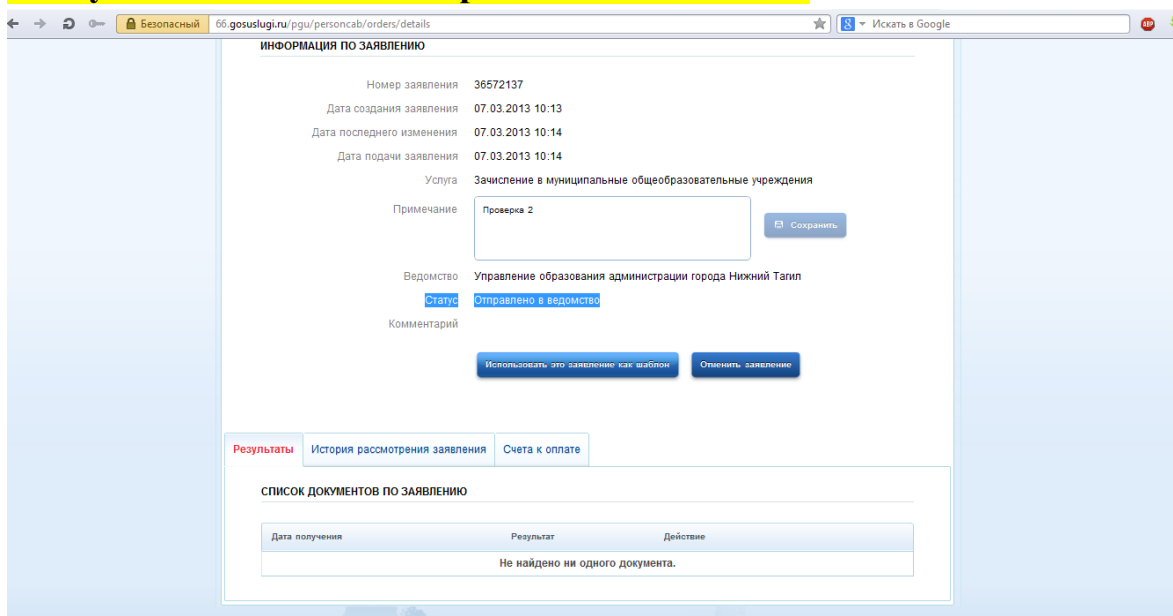 Безопасный
66.gosuslugi.ru/pgu/personcab/orders/details
Искать в Google
ABP
ИНФОРМАЦИЯ ПО ЗАЯВЛЕНИЮ
Номер заявления 36572137
Дата создания заявления 07.03.2013 10:13
Дата последнего изменения 07.03.2013 10:14
Дата подачи заявления 07.03.2013 10:14
Услуга Зачисление в муниципальные общеобразовательные учреждения
Примечание Проверка 2
Сохранить
Ведомство Управление образования администрации города Нижний Тагил
Статус Отправлено в ведомство
Комментарий
Использовать это заявление как шаблон Отменить заявление
Результаты История рассмотрения заявления Счета к оплате
СПИСОК ДОКУМЕНТОВ ПО ЗАЯВЛЕНИЮ
Дата получения Результат Действие
Не найдено ни одного документа.